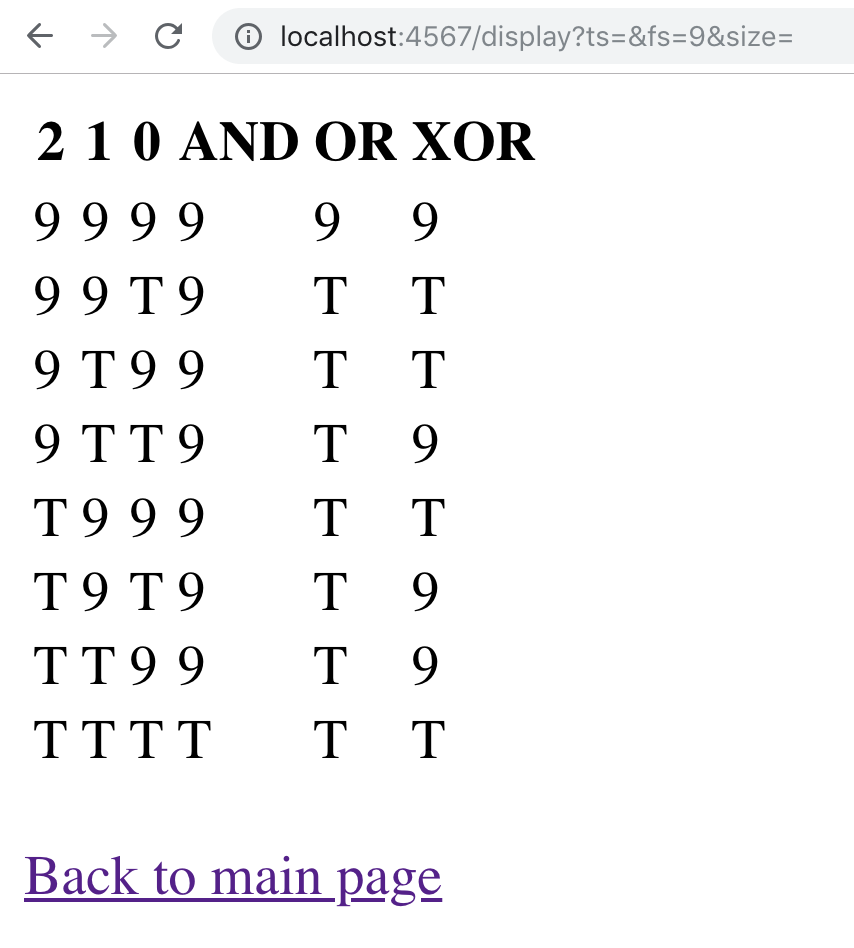 localhost:4567/display?ts=&fs=9&size=
2 1 0 AND OR XOR
9 9 9 9 9 9
9 9 T 9 T T
9 T 9 9 T T
9 T T 9 T 9
T 9 9 9 T T
T 9 T 9 T 9
T T 9 9 T 9
T T T T T T
Back to main page